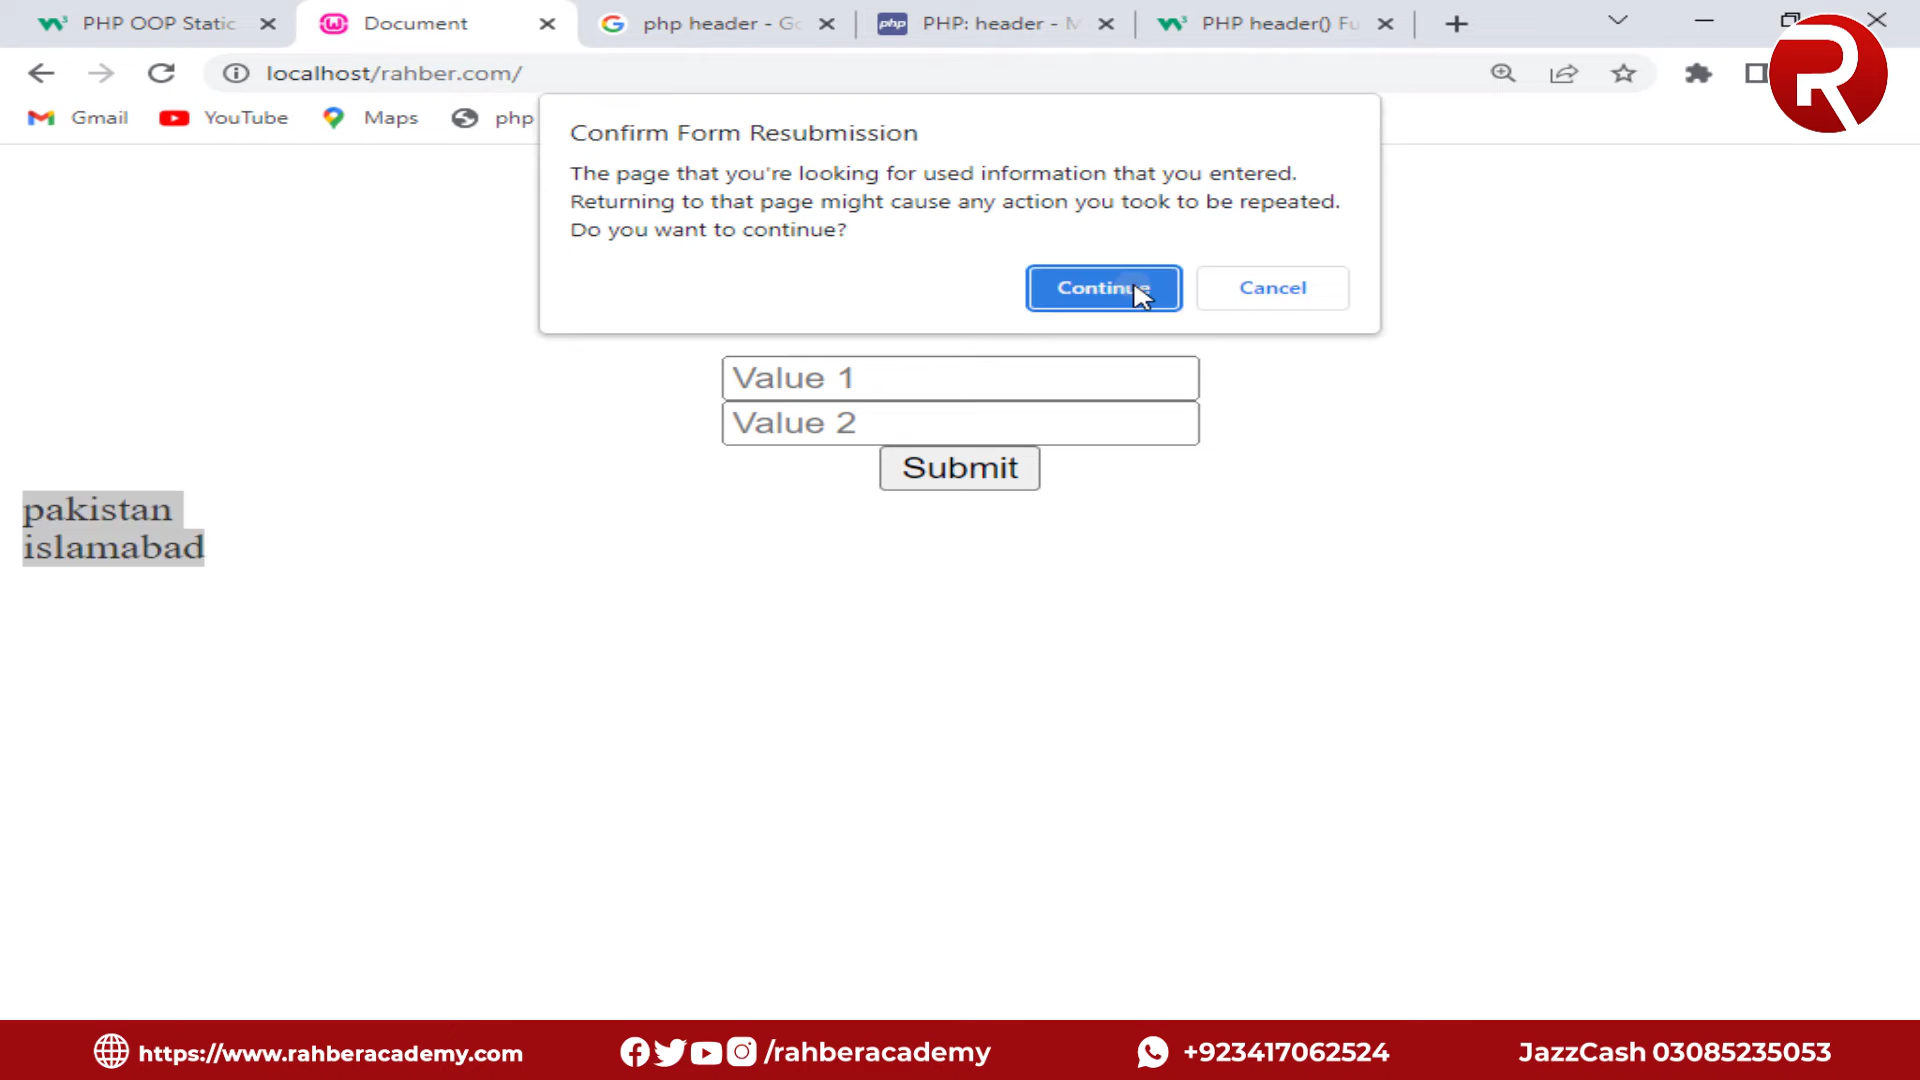 PHP OOP Static
Document
php header - Go
PHP: header - M
PHP header() Fu
localhost/rahber.com/
Gmail
YouTube
Maps
php
Confirm Form Resubmission
The page that you're looking for used information that you entered.
Returning to that page might cause any action you took to be repeated.
Do you want to continue?
Continue
Cancel
Value 1
Value 2
Submit
pakistan
islamabad
https://www.rahberacademy.com
/rahberacademy
+923417062524
JazzCash 03085235053